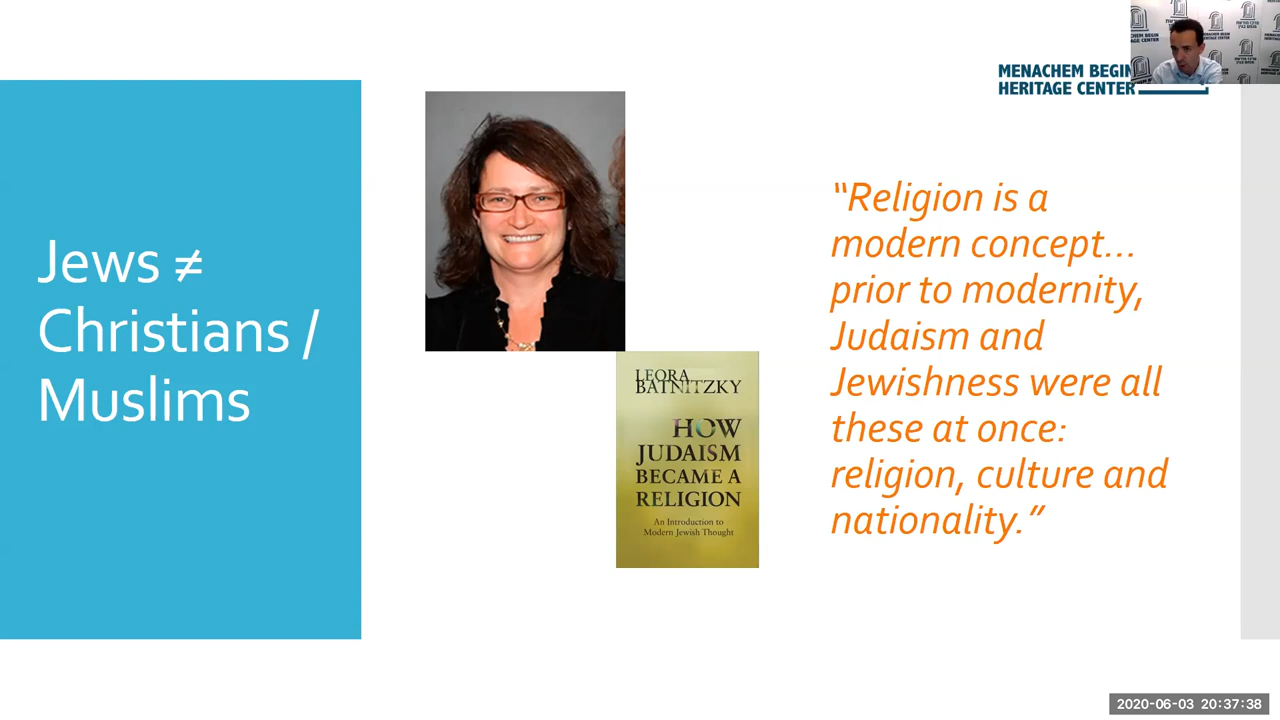 Jews ≠
Christians /
Muslims
LEORA
BATNITZKY
HOW
JUDAISM
BECAME A
RELIGION
An Introduction to
Modern Jewish Thought
MENACHEM BEGIN
HERITAGE CENTER
“Religion is a
modern concept…
prior to modernity,
Judaism and
Jewishness were all
these at once:
religion, culture and
nationality.”
2020-06-03 20:37:38